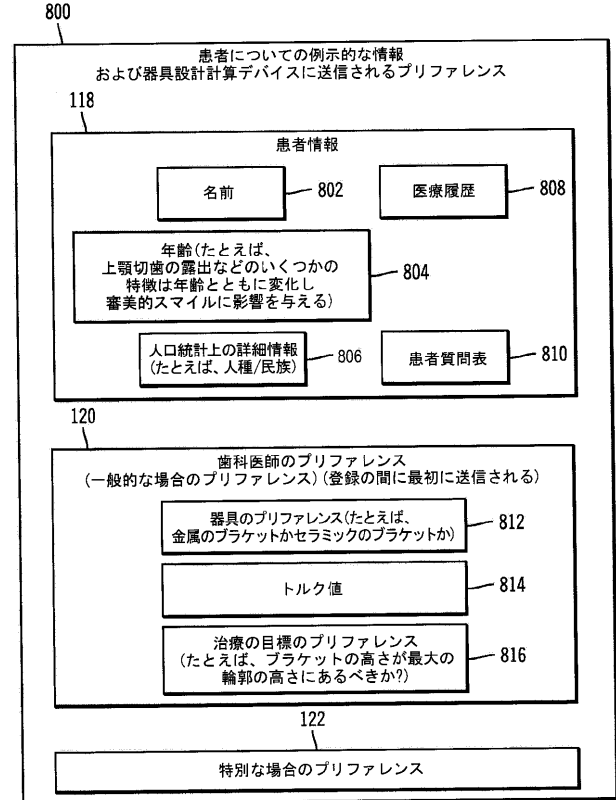 800
患者についての例示的な情報
および器具設計計算デバイスに送信されるプリファレンス
118
患者情報
名前
802
医療履歴
808
年齢(たとえば、
上顎切歯の露出などのいくつかの
特徴は年齢とともに変化し
審美的スマイルに影響を与える)
804
人口統計上の詳細情報
(たとえば、人種/民族)
806
患者質問表
810
120
歯科医師のプリファレンス
(一般的な場合のプリファレンス)(登録の間に最初に送信される)
器具のプリファレンス(たとえば、
金属のブラケットかセラミックのブラケットか)
812
トルク値
814
治療の目標のプリファレンス
(たとえば、ブラケットの高さが最大の
輪郭の高さにあるべきか?)
816
122
特別な場合のプリファレンス